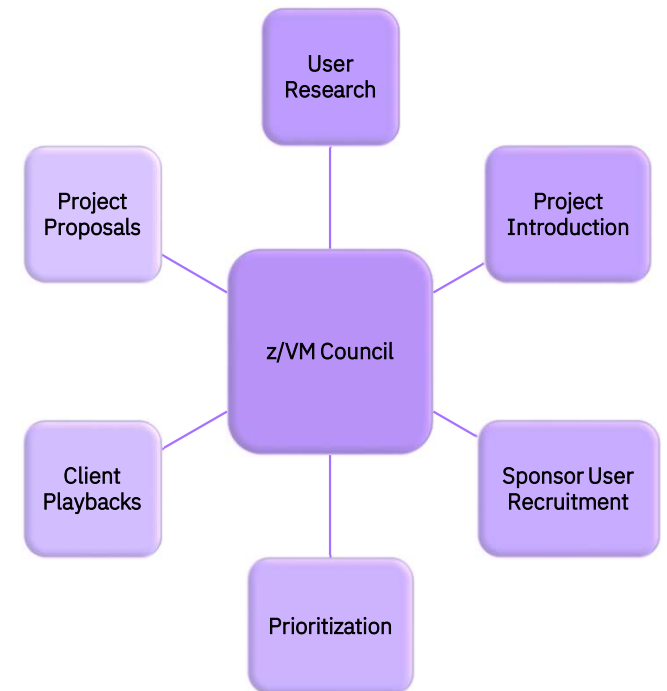 User
Research
Project
Proposals
Project
Introduction
z/VM Council
Client
Playbacks
Sponsor User
Recruitment
Prioritization